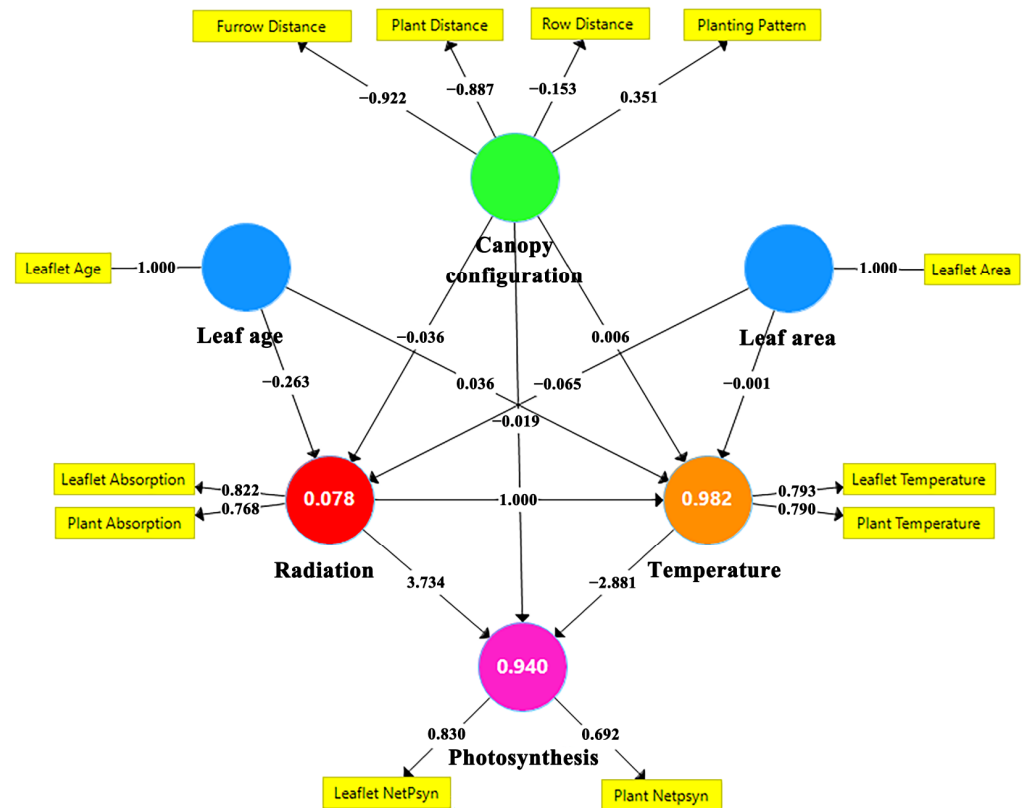 Furrow Distance
Plant Distance
Row Distance
Planting Pattern
−0.922
−0.887
−0.153
0.351
Canopy
configuration
Leaflet Age
1.000
1.000
Leaflet Area
Leaf age
Leaf area
−0.036
0.006
−0.263
0.036
−0.065
−0.001
−0.019
Leaflet Absorption
0.822
0.768
Plant Absorption
0.078
1.000
0.982
0.793
0.790
Leaflet Temperature
Plant Temperature
Radiation
Temperature
3.734
−2.881
0.940
0.830
0.692
Photosynthesis
Leaflet NetPsyn
Plant Netpsyn